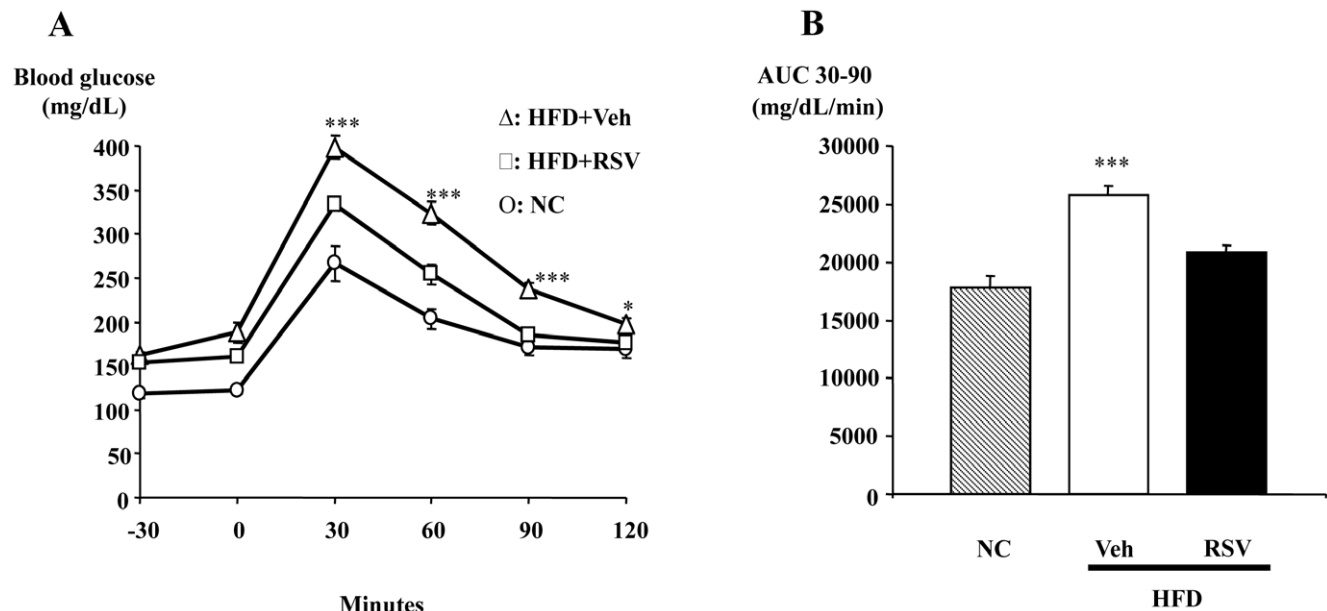 A
Blood glucose
(mg/dL)
Δ: HFD+Veh
□: HFD+RSV
O: NC
***
***
***
*
400
350
300
250
200
150
100
50
0
-30 0 30 60 90 120
Minutes
B
AUC 30-90
(mg/dL/min)
***
30000
25000
20000
15000
10000
5000
0
NC Veh RSV
HFD